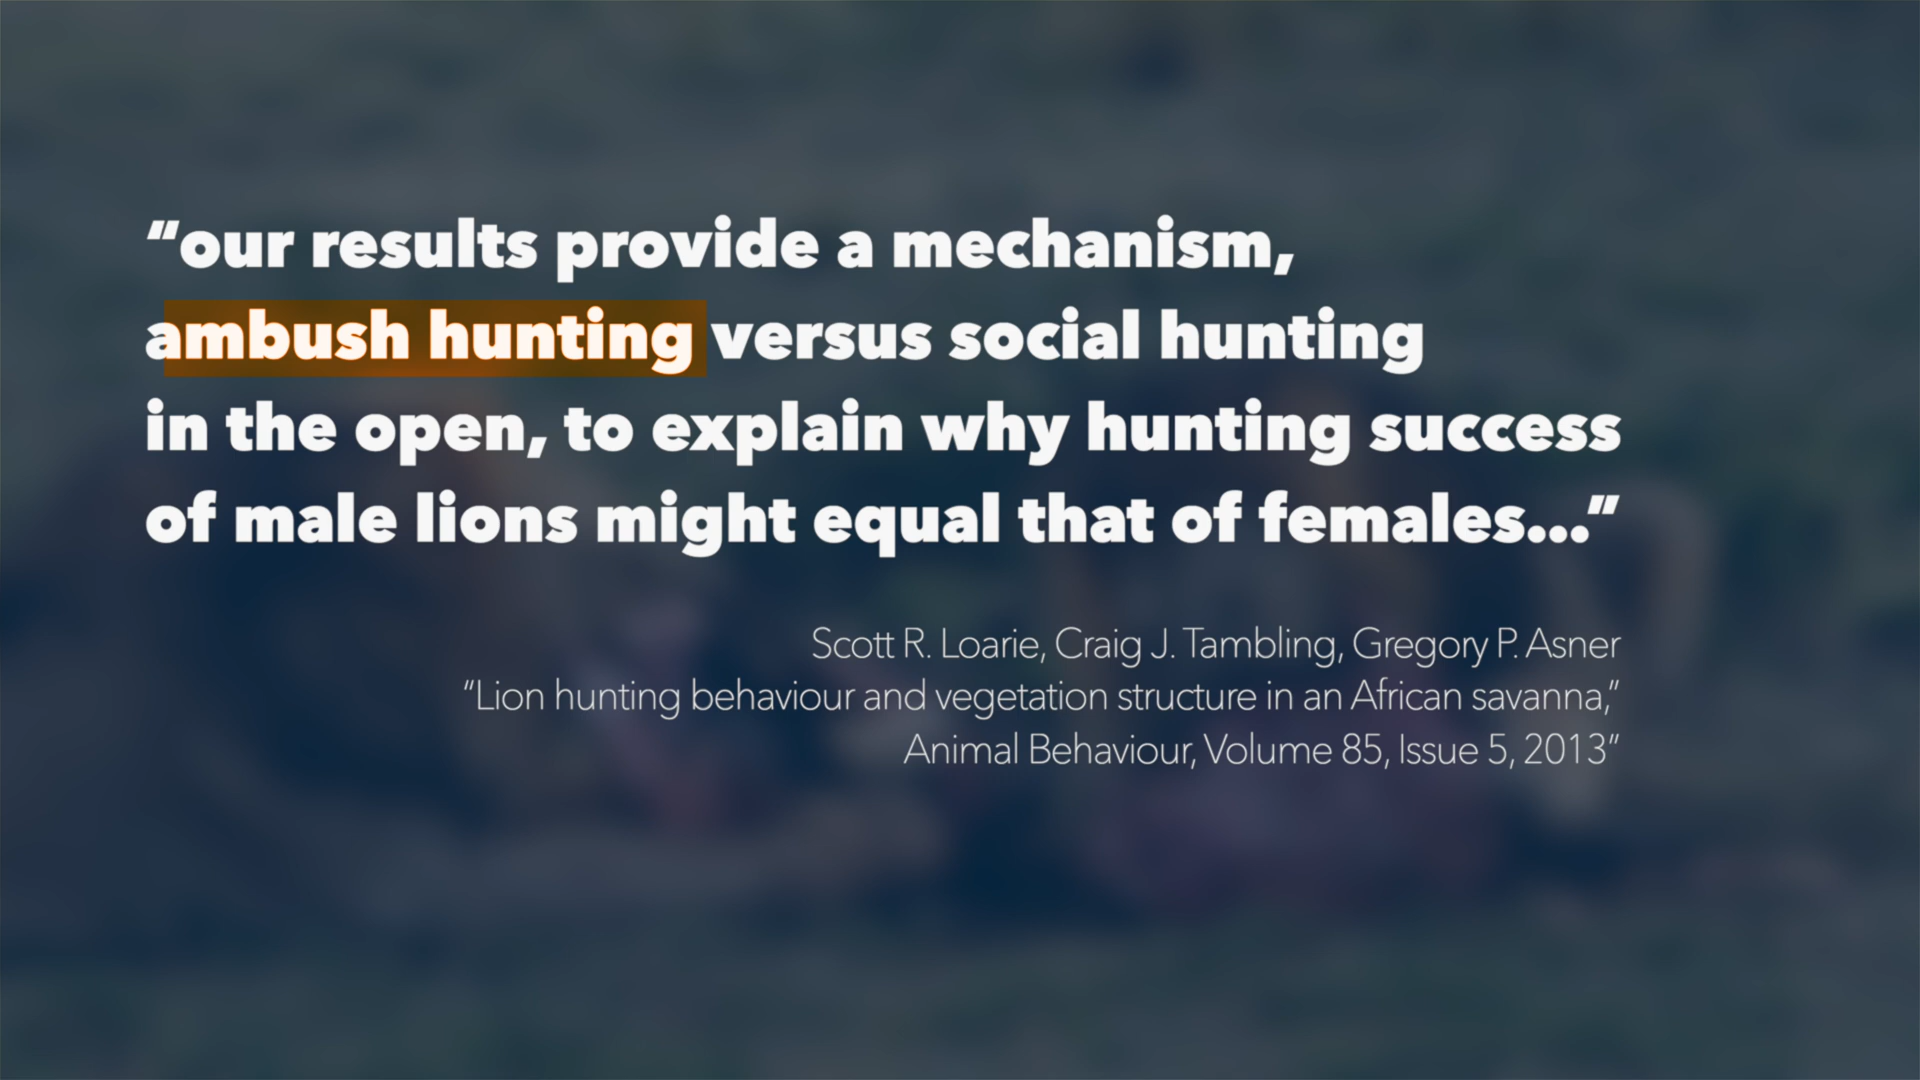 “our results provide a mechanism,
ambush hunting versus social hunting
in the open, to explain why hunting success
of male lions might equal that of females...”
Scott R. Loarie, Craig J. Tambling, Gregory P. Asner
“Lion hunting behaviour and vegetation structure in an African savanna,”
Animal Behaviour, Volume 85, Issue 5, 2013”